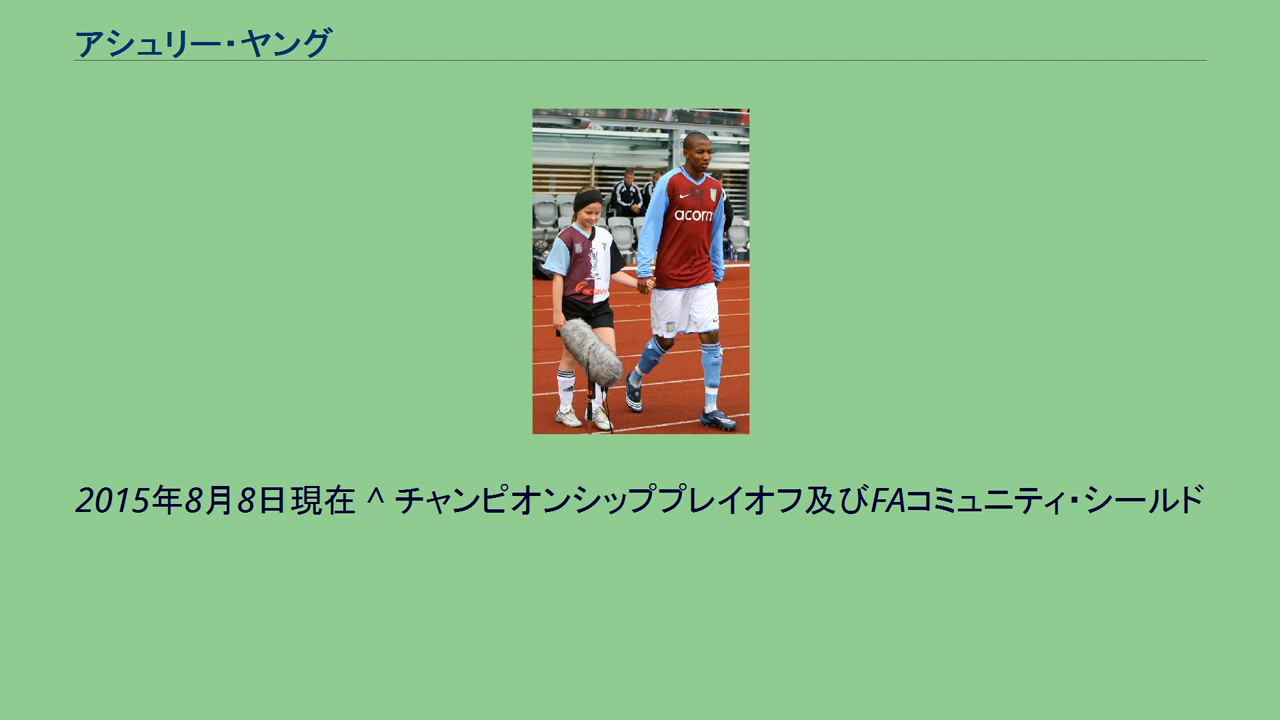 アシュリー・ヤング
acorn
2015年8月8日現在 ^ チャンピオンシッププレイオフ及びFAコミュニティ・シールド